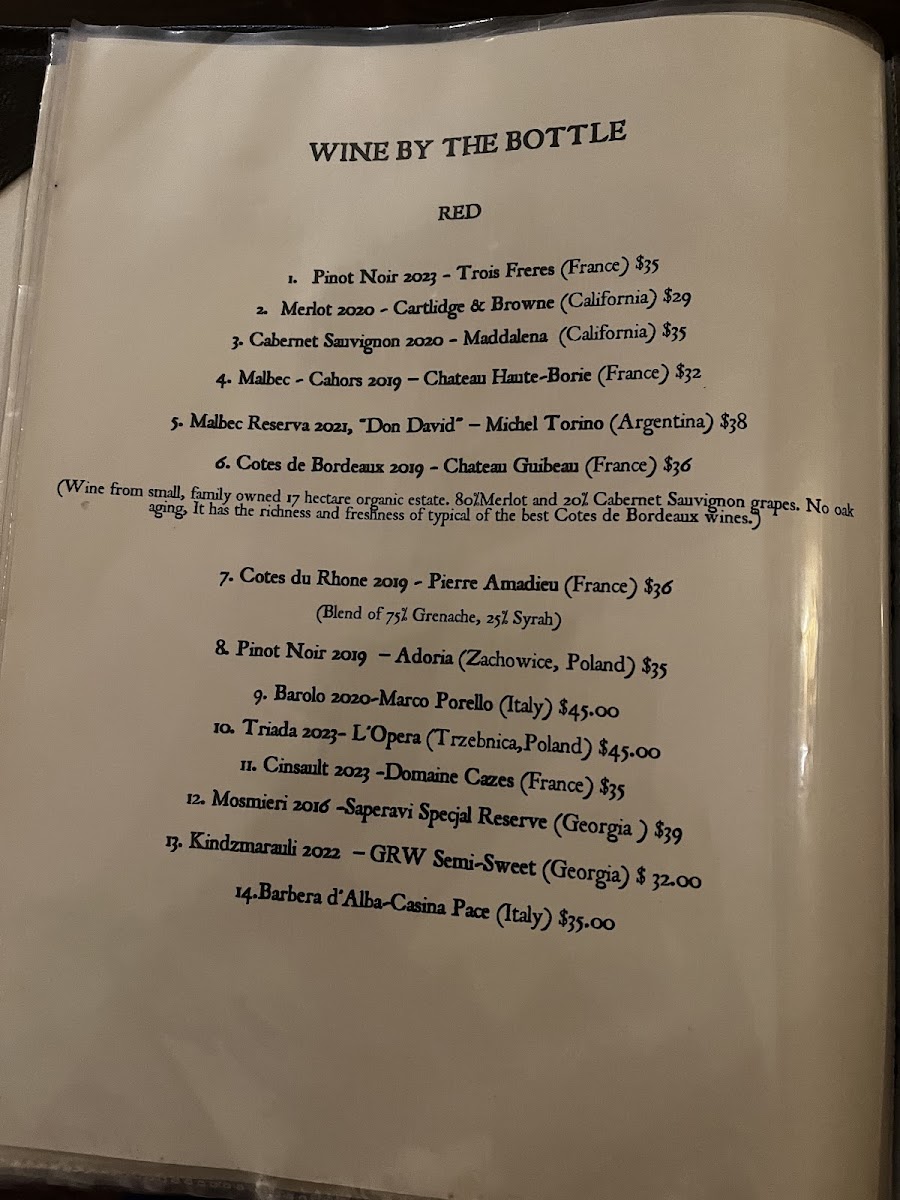 WINE BY THE BOTTLE
RED
1. Pinot Noir 2023 - Trois Freres (France) $35
2. Merlot 2020 - Cartlidge & Browne (California) $29
3. Cabernet Sauvignon 2020 - Maddalena (California) $35
4. Malbec - Cahors 2019 – Chateau Haute-Borie (France) $32
5. Malbec Reserva 2021, "Don David" – Michel Torino (Argentina) $38
6. Cotes de Bordeaux 2019 - Chateau Guibeau (France) $36
(Wine from small, family owned 17 hectare organic estate. 80%Merlot and 20% Cabernet Sauvignon grapes. No oak
aging, It has the richness and freshness of typical of the best Cotes de Bordeaux wines.)
7. Cotes du Rhone 2019 - Pierre Amadieu (France) $36
(Blend of 75% Grenache, 25% Syrah)
8. Pinot Noir 2019 – Adoria (Zachowice, Poland) $35
9. Barolo 2020-Marco Porello (Italy) $45.00
10. Triada 2023- L'Opera (Trzebnica,Poland) $45.00
11. Cinsault 2023 -Domaine Cazes (France) $35
12. Mosmieri 2016 -Saperavi Specjal Reserve (Georgia ) $39
13. Kindzmarauli 2022 – GRW Semi-Sweet (Georgia) $ 32.00
14.Barbera d'Alba-Casina Pace (Italy) $35.00